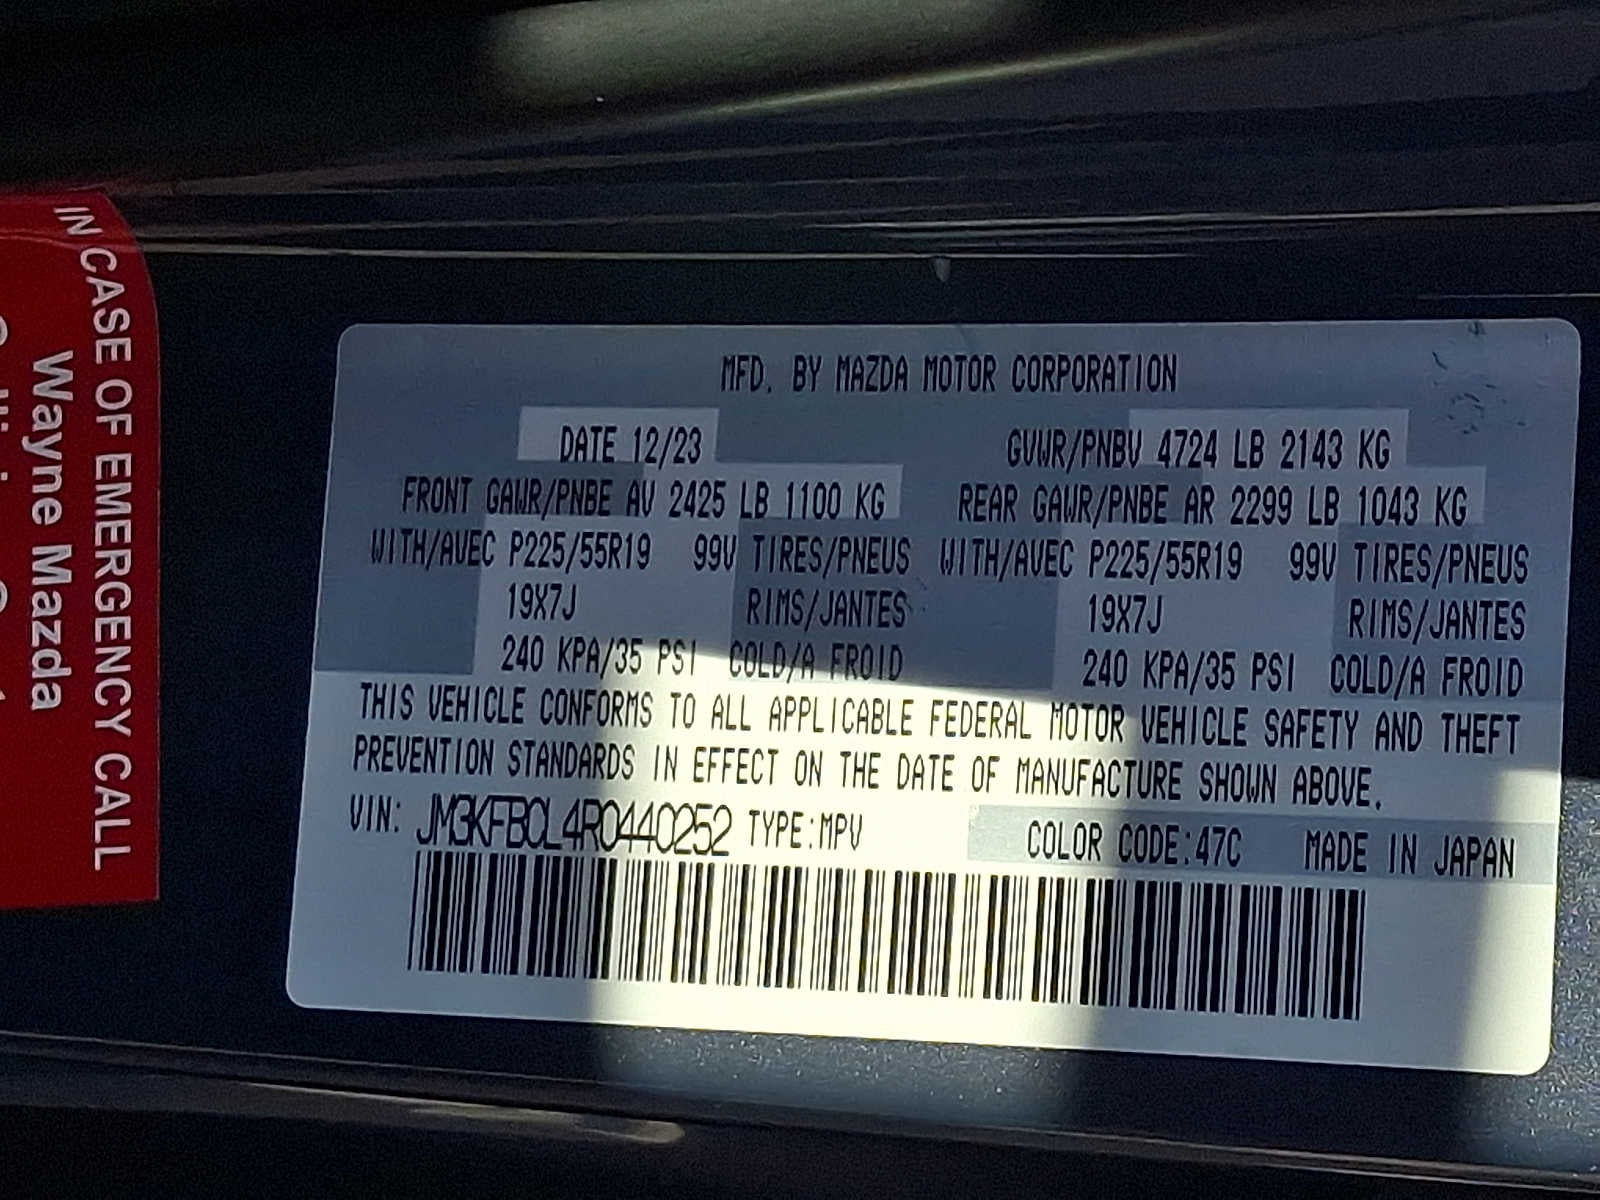 IN CASE OF EMERGENCY CALL
Wayne Mazda
MFD. BY MAZDA MOTOR CORPORATION
DATE 12/23 GVWR/PNBV 4724 LB 2143 KG
FRONT GAWR/PNBE AV 2425 LB 1100 KG REAR GAWR/PNBE AR 2299 LB 1043 KG
WITH/AVEC P225/55R19 99V TIRES/PNEUS WITH/AVEC P225/55R19 99V TIRES/PNEUS
19X7J RIMS/JANTES 19X7J RIMS/JANTES
240 KPA/35 PSI COLD/A FROID 240 KPA/35 PSI COLD/A FROID
THIS VEHICLE CONFORMS TO ALL APPLICABLE FEDERAL MOTOR VEHICLE SAFETY AND THEFT
PREVENTION STANDARDS IN EFFECT ON THE DATE OF MANUFACTURE SHOWN ABOVE.
VIN: JM3KFBCL4R0440252 TYPE:MPV COLOR CODE:47C MADE IN JAPAN